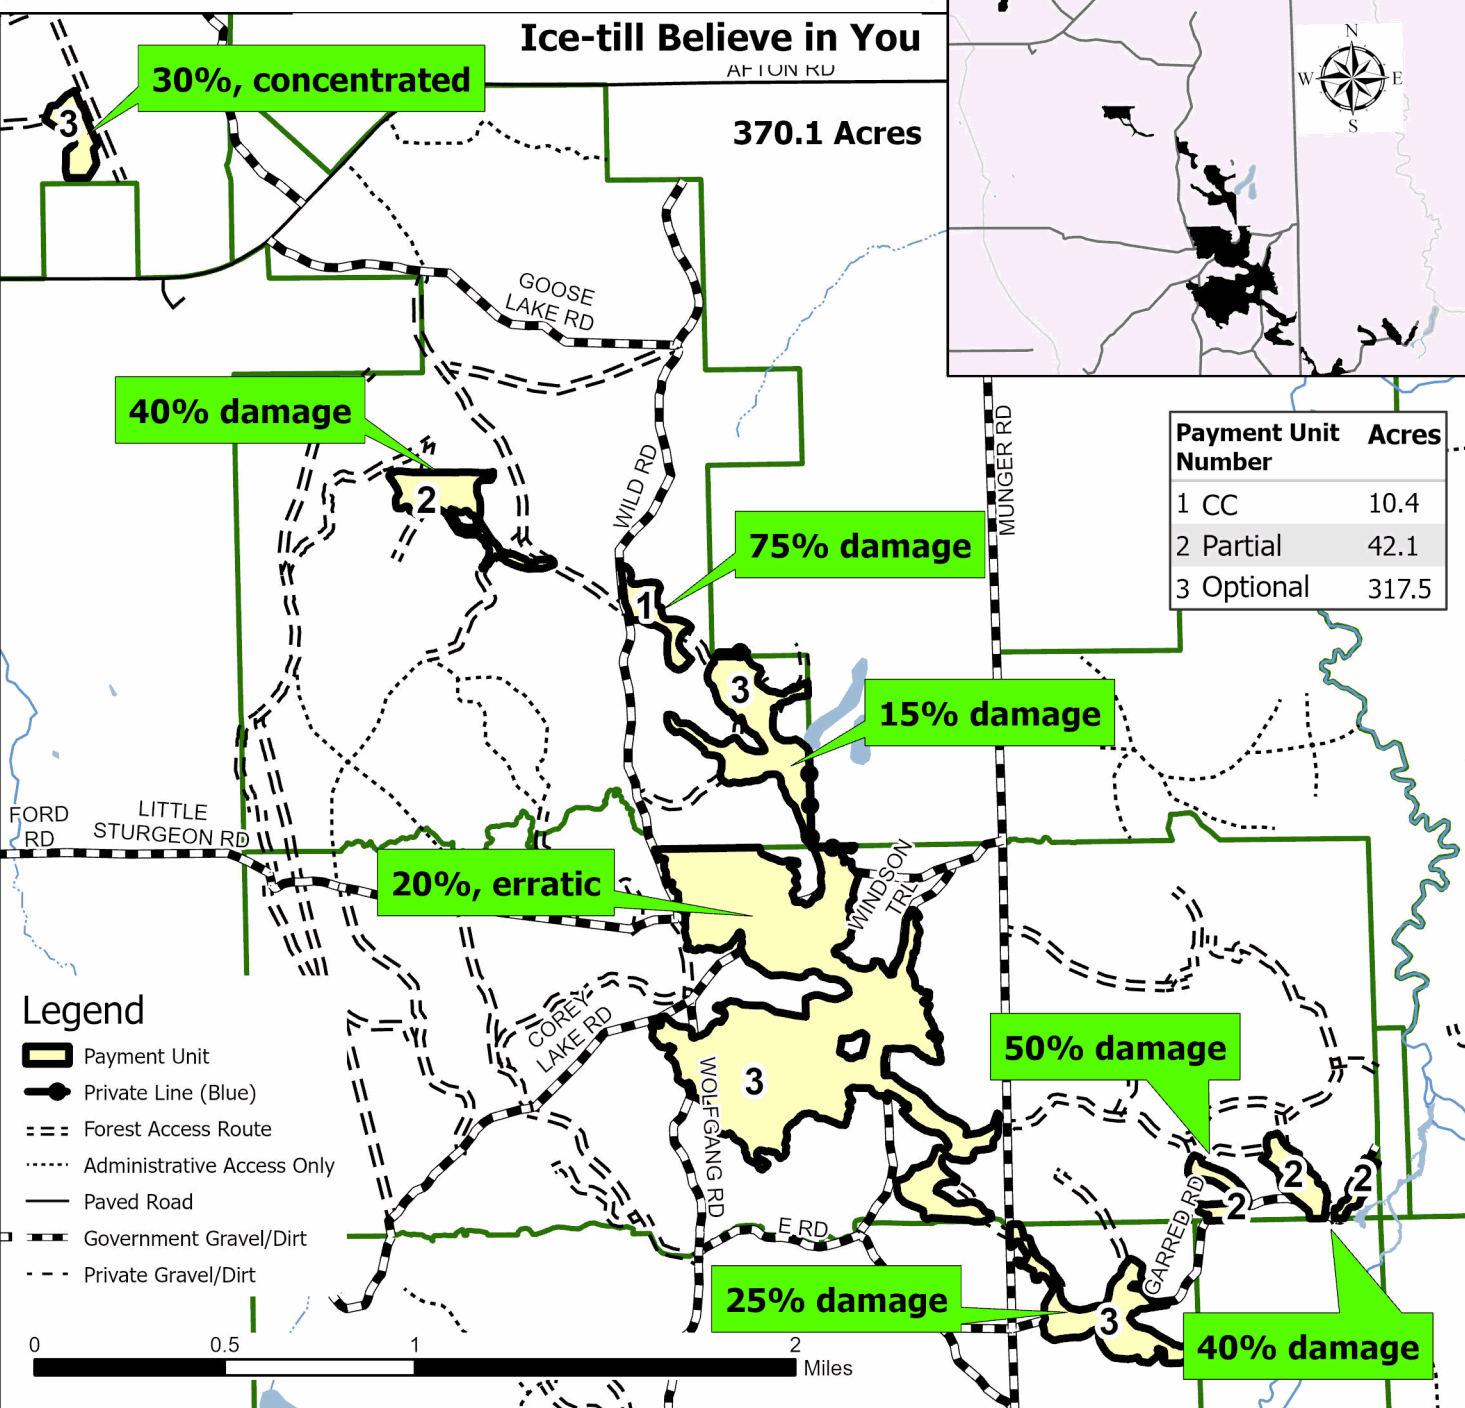 Ice-till Believe in You
AFTON RD
370.1 Acres
N
W
E
S
30%, concentrated
3
GOOSE
LAKE RD
40% damage
2
WILD RD
MUNGER RD
Payment Unit
Number
Acres
1 CC 10.4
2 Partial 42.1
3 Optional 317.5
75% damage
1
3
15% damage
FORD
RD
LITTLE
STURGEON RD
20%, erratic
WINDSON
TRL
COREY
LAKE RD
WOLFGANG RD
3
50% damage
2
2
2
GARRED RD
E RD
25% damage
3
40% damage
Legend
Payment Unit
Private Line (Blue)
Forest Access Route
Administrative Access Only
Paved Road
Government Gravel/Dirt
Private Gravel/Dirt
0 0.5 1 2
Miles